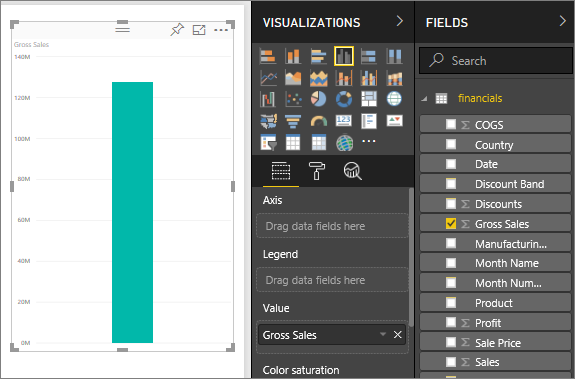 Gross Sales
140M
120M
100M
80M
60M
40M
20M
0M
VISUALIZATIONS
123
R
Axis
Drag data fields here
Legend
Drag data fields here
Value
Gross Sales
Color saturation
FIELDS
Search
financials
COGS
Country
Date
Discount Band
Discounts
Gross Sales
Manufacturin...
Month Name
Month Num...
Product
Profit
Sale Price
Sales